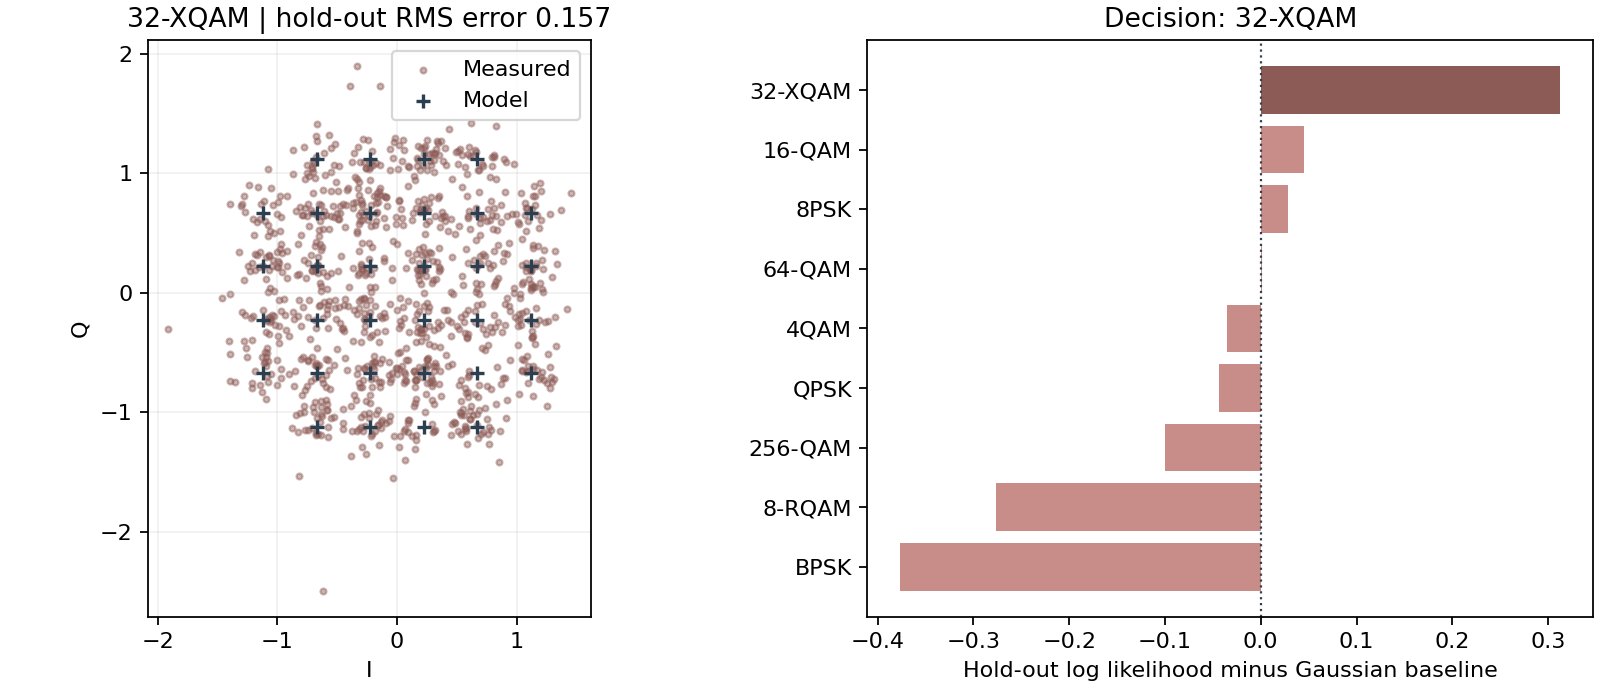 32-XQAM | hold-out RMS error 0.157
Measured
Model
2
1
0
−1
−2
Q
−2
−1
0
1
I
Decision: 32-XQAM
32-XQAM
16-QAM
8PSK
64-QAM
4QAM
QPSK
256-QAM
8-RQAM
BPSK
−0.4
−0.3
−0.2
−0.1
0.0
0.1
0.2
0.3
Hold-out log likelihood minus Gaussian baseline